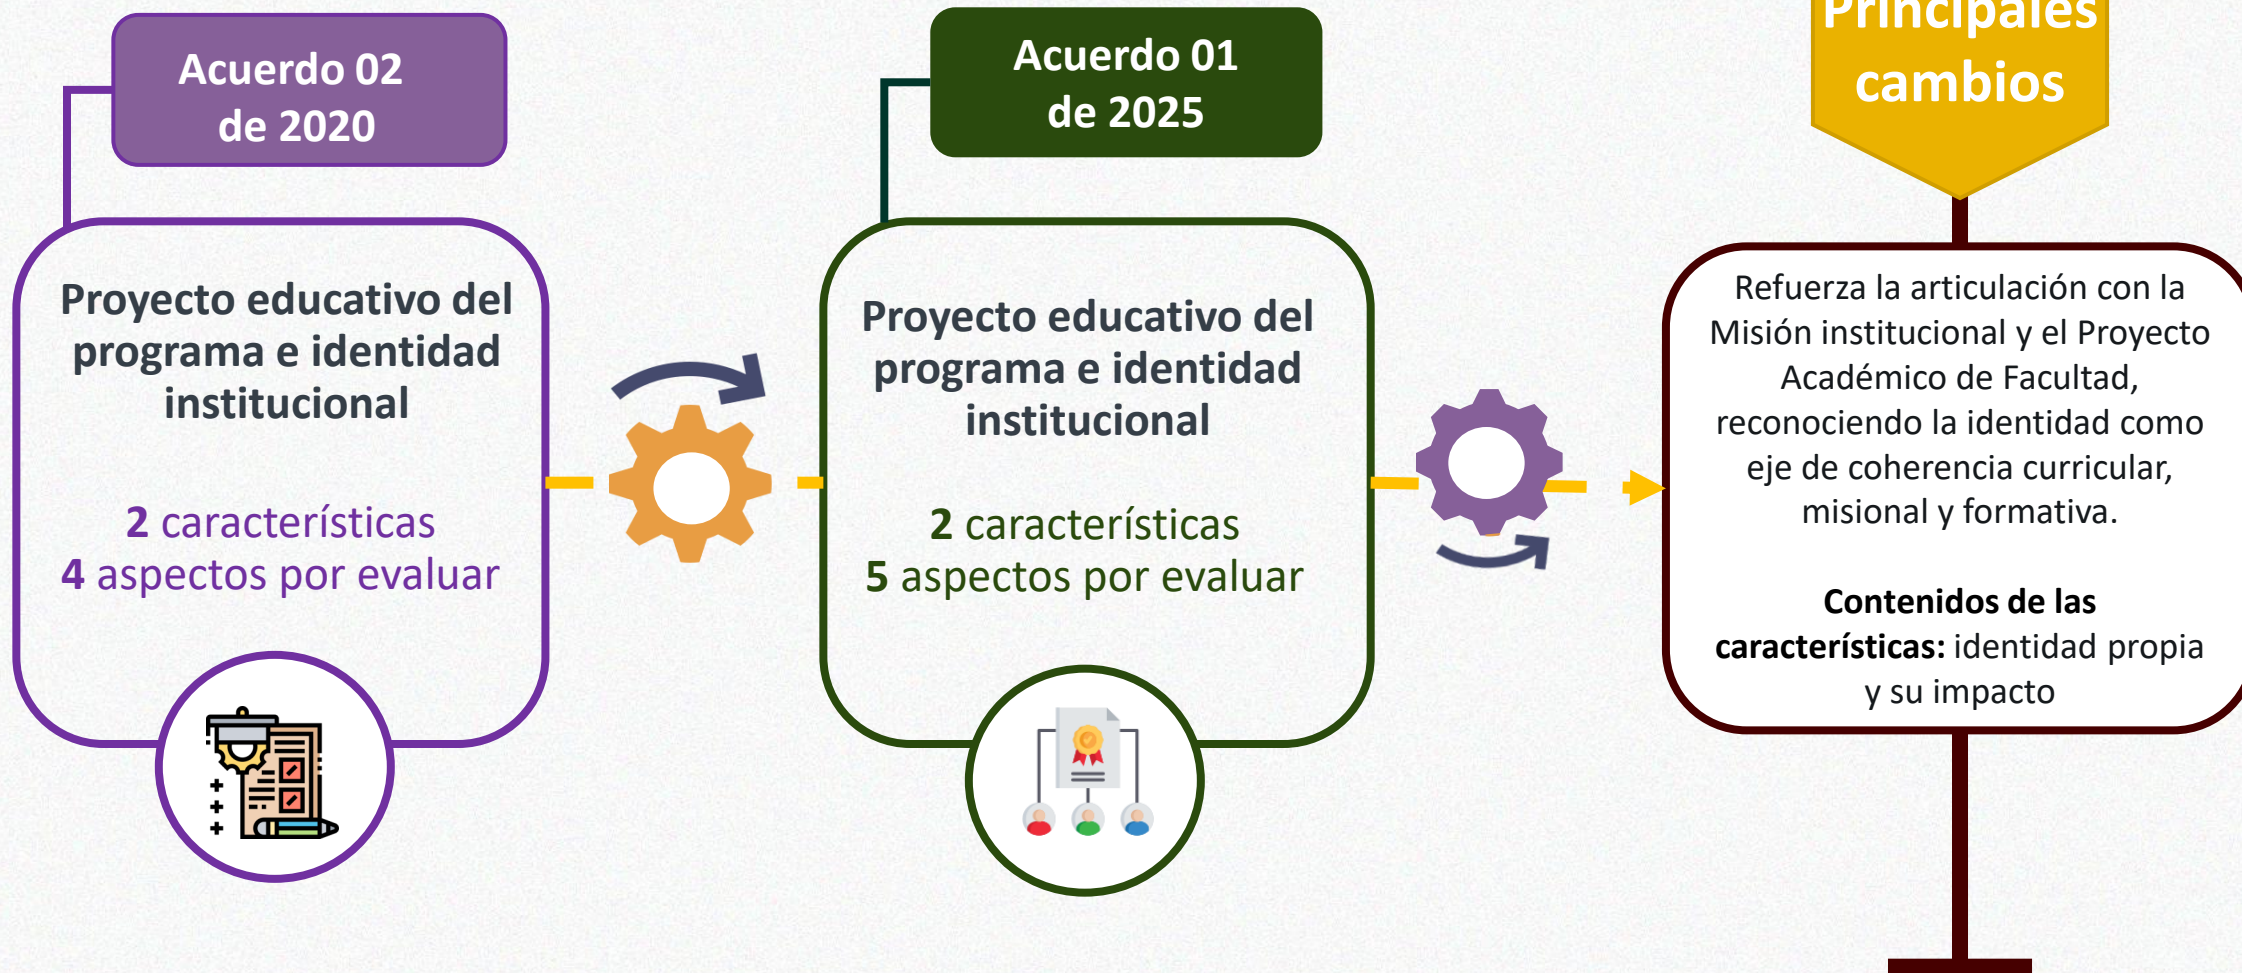 Acuerdo 02
de 2020
Proyecto educativo del
programa e identidad
institucional
2 características
4 aspectos por evaluar
Acuerdo 01
de 2025
Proyecto educativo del
programa e identidad
institucional
2 características
5 aspectos por evaluar
Principales
cambios
Refuerza la articulación con la
Misión institucional y el Proyecto
Académico de Facultad,
reconociendo la identidad como
eje de coherencia curricular,
misional y formativa.
Contenidos de las
características: identidad propia
y su impacto